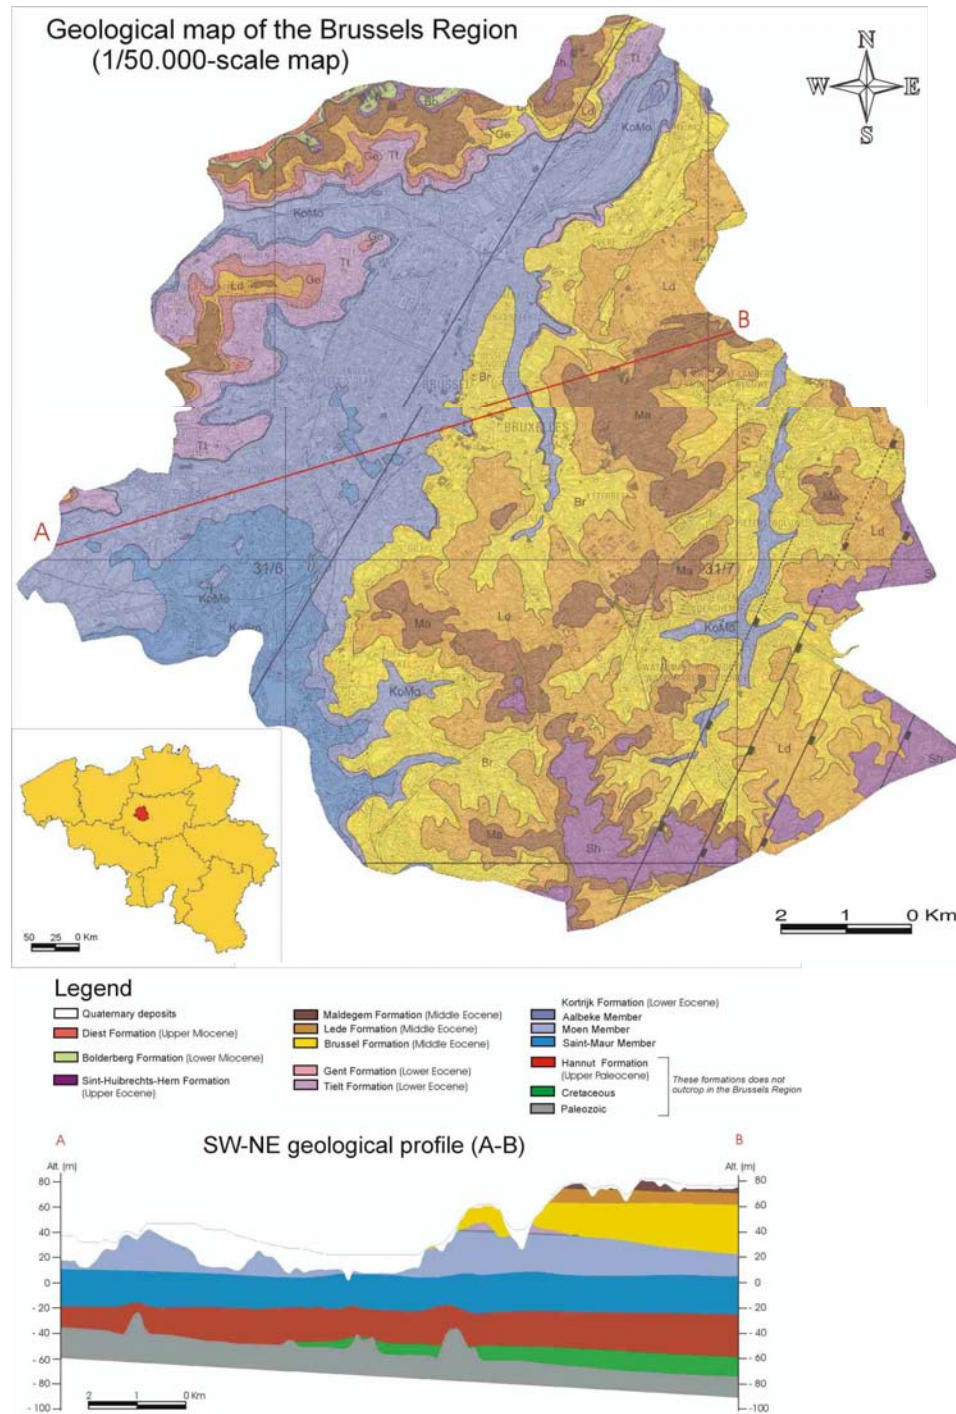 Geological map of the Brussels Region
(1/50.000-scale map)
N
W E
S
Sh
Tt
Bh
Ld
Ge
KoMo
Ge
Tt
KoMo
Ge
Tt
Ld
Ge
Ld
B
Br
BRUSSEL
Ma
BRUXELLES
Tt
Br
Ma
A
Ld
31/6
Ma
31/7
S
KoMo
Ld
Ma
KoMo
KoMo
Ld
Sh
Br
Ma
Sh
50 25 0 Km
2 1 0 Km
Legend
Quaternary deposits
Diest Formation (Upper Miocene)
Bolderberg Formation (Lower Miocene)
Sint-Huibrechts-Hern Formation
(Upper Eocene)
Maldegem Formation (Middle Eocene)
Lede Formation (Middle Eocene)
Brussel Formation (Middle Eocene)
Gent Formation (Lower Eocene)
Tielt Formation (Lower Eocene)
Kortrijk Formation (Lower Eocene)
Aalbeke Member
Moen Member
Saint-Maur Member
Hannut Formation
(Upper Paleocene)
Cretaceous
Paleozoic
These formations does not
outcrop in the Brussels Region
A
SW-NE geological profile (A-B)
B
Alt. (m)
Alt. (m)
80
60
40
20
0
- 20
- 40
- 60
- 80
- 100
80
60
40
20
0
- 20
- 40
- 60
- 80
-100
2 1 0 Km